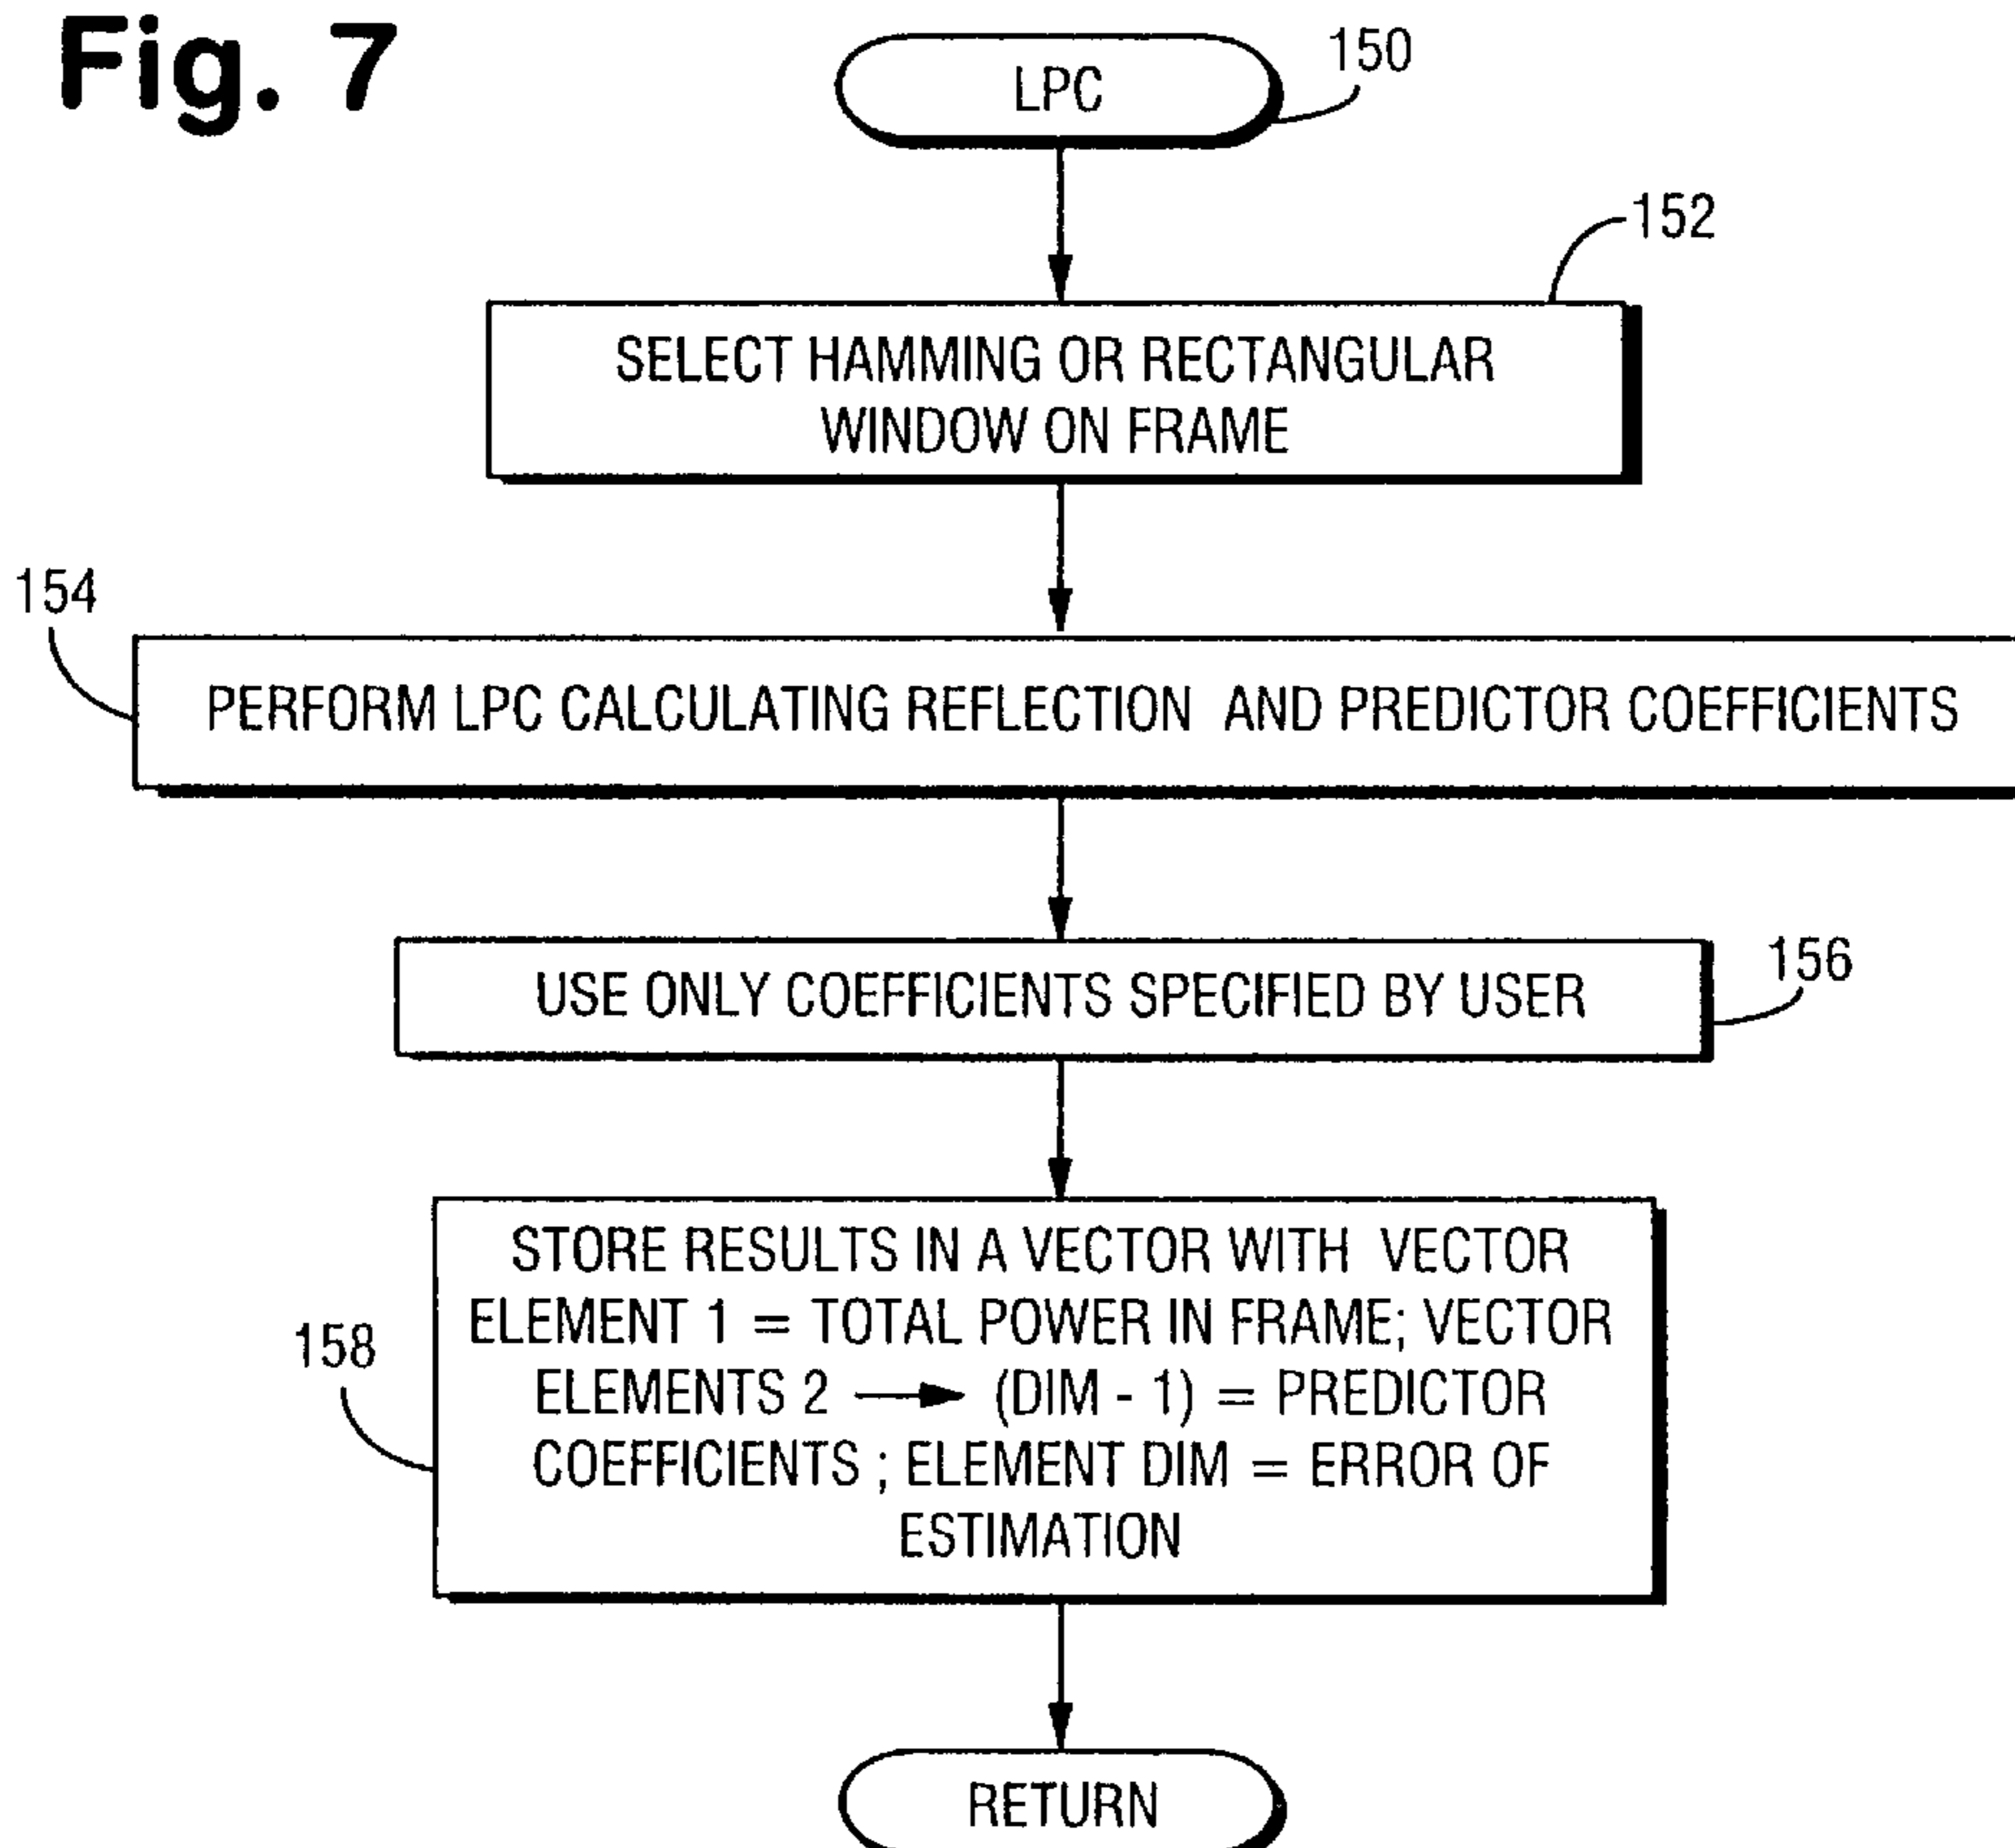 Fig. 7
LPC
150
152
SELECT HAMMING OR RECTANGULAR
WINDOW ON FRAME
154
PERFORM LPC CALCULATING REFLECTION AND PREDICTOR COEFFICIENTS
156
USE ONLY COEFFICIENTS SPECIFIED BY USER
158
STORE RESULTS IN A VECTOR WITH VECTOR
ELEMENT 1 = TOTAL POWER IN FRAME; VECTOR
ELEMENTS 2 → (DIM - 1) = PREDICTOR
COEFFICIENTS ; ELEMENT DIM = ERROR OF
ESTIMATION
RETURN